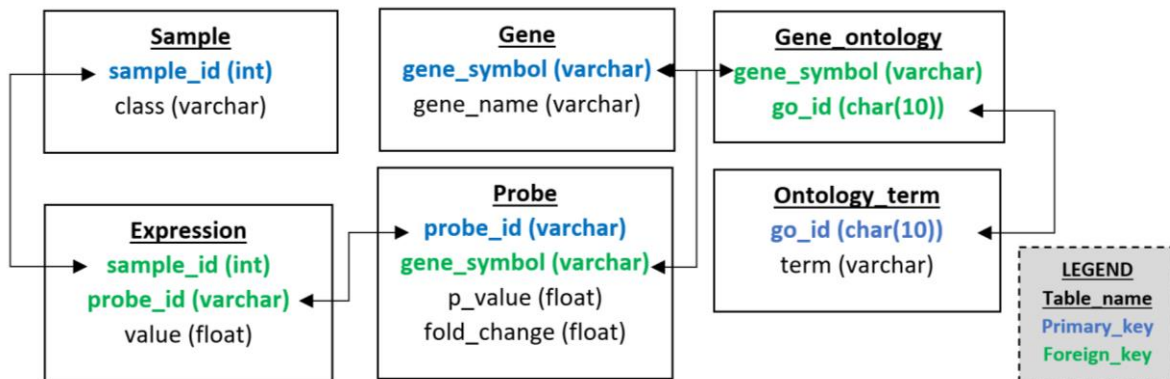 Sample
sample_id (int)
class (varchar)
Gene
gene_symbol (varchar)
gene_name (varchar)
Gene_ontology
gene_symbol (varchar)
go_id (char(10))
Expression
sample_id (int)
probe_id (varchar)
value (float)
Probe
probe_id (varchar)
gene_symbol (varchar)
p_value (float)
fold_change (float)
Ontology_term
go_id (char(10))
term (varchar)
LEGEND
Table_name
Primary_key
Foreign_key